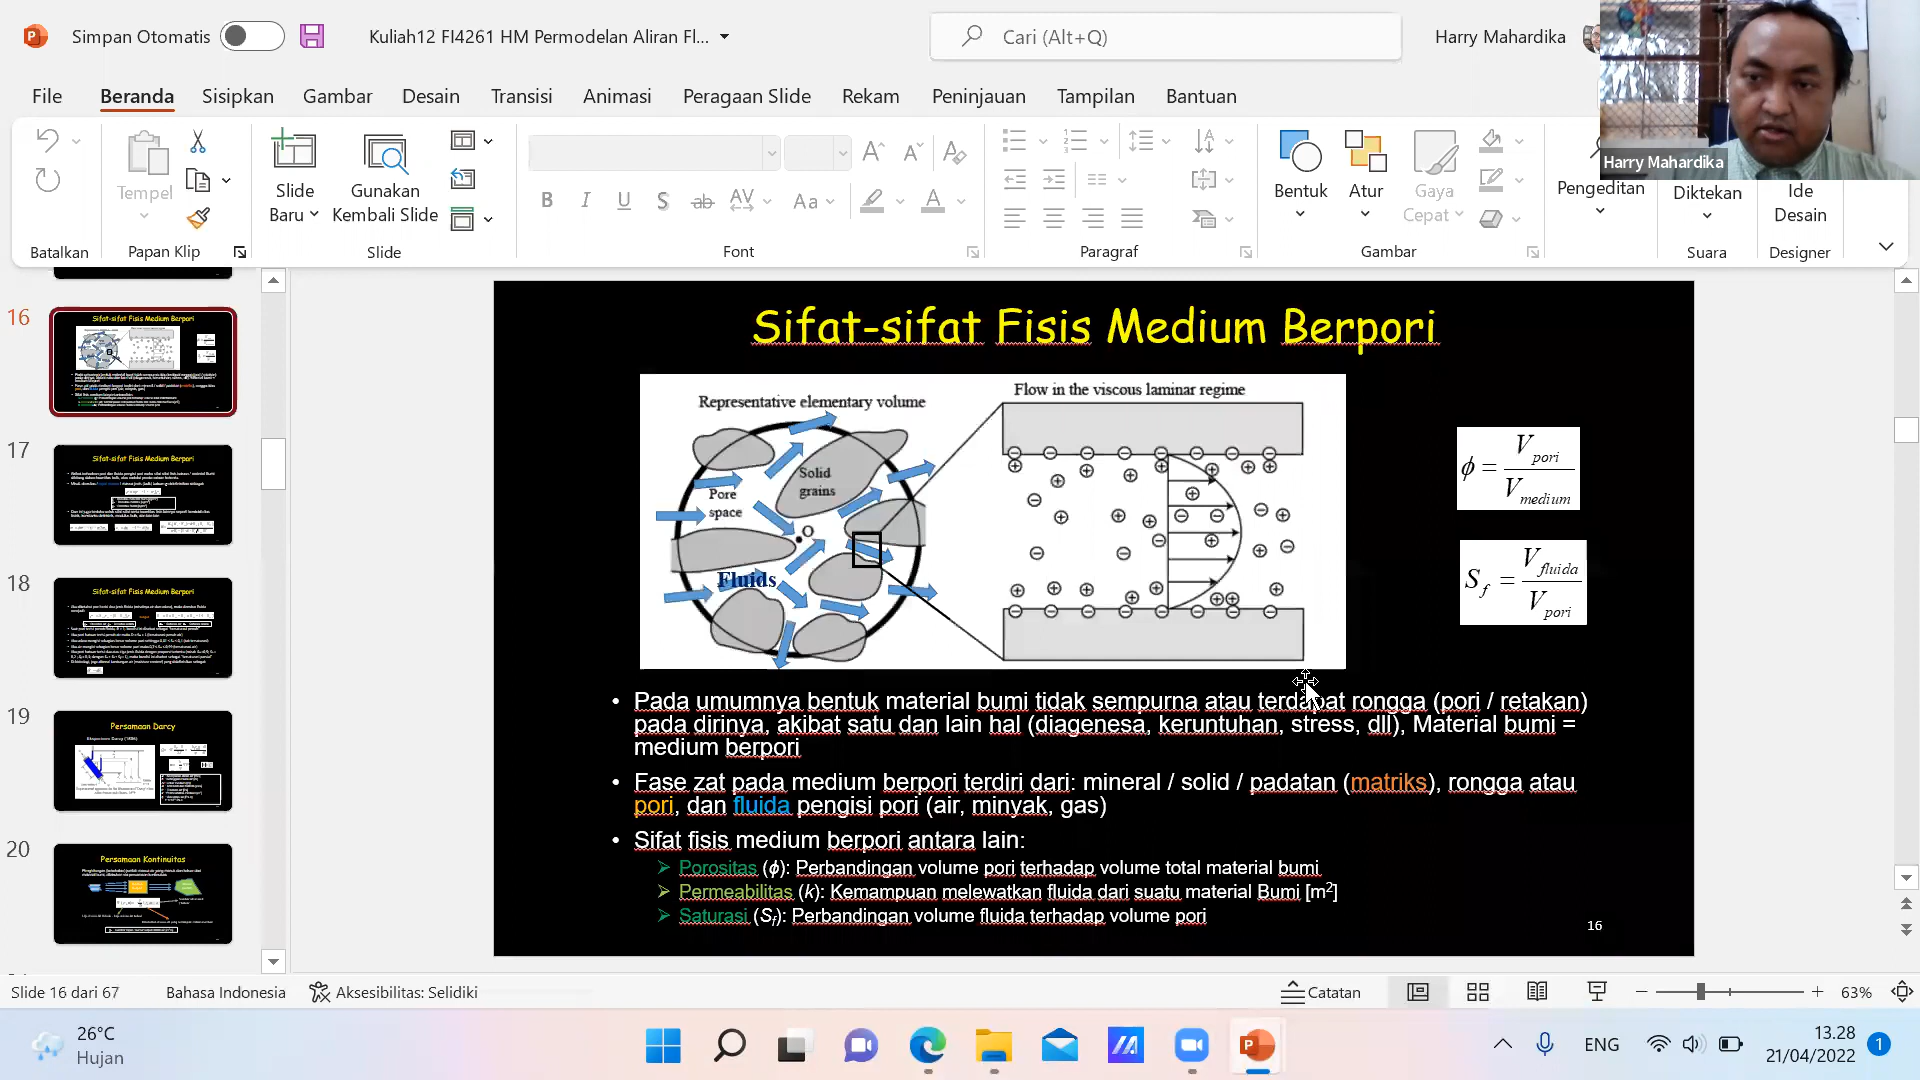 Simpan Otomatis
Kuliah12 FI4261 HM Permodelan Aliran Fl...
Cari (Alt+Q)
Harry Mahardika
File Beranda Sisipkan Gambar Desain Transisi Animasi Peragaan Slide Rekam Peninjauan Tampilan Bantuan
Harry Mahardika
Tempel
Slide
Baru
Gunakan
Kembali Slide
Bentuk
Atur
Gaya
Cepat
Pengeditan
Diktekan
Ide
Desain
Batalkan
Papan Klip
Slide
Font
Paragraf
Gambar
Suara
Designer
16
Sifat-sifat Fisis Medium Berpori
17
Sifat-sifat Fisis Medium Berpori
18
Sifat-sifat Fisis Medium Berpori
19
Persamaan Darcy
20
Persamaan Kontinuitas
Sifat-sifat Fisis Medium Berpori
Representative elementary volume
Flow in the viscous laminar regime
Solid
grains
Pore
space
O
Fluids
ϕ = V_pori / V_medium
S_f = V_fluida / V_pori
• Pada umumnya bentuk material bumi tidak sempurna atau terdapat rongga (pori / retakan)
pada dirinya, akibat satu dan lain hal (diagenesa, keruntuhan, stress, dll), Material bumi =
medium berpori
• Fase zat pada medium berpori terdiri dari: mineral / solid / padatan (matriks), rongga atau
pori, dan fluida pengisi pori (air, minyak, gas)
• Sifat fisis medium berpori antara lain:
➢ Porositas (ϕ): Perbandingan volume pori terhadap volume total material bumi
➢ Permeabilitas (k): Kemampuan melewatkan fluida dari suatu material Bumi [m²]
➢ Saturasi (S_f): Perbandingan volume fluida terhadap volume pori
16
Slide 16 dari 67
Bahasa Indonesia
Aksesibilitas: Selidiki
Catatan
63%
26°C
Hujan
ENG
13.28
21/04/2022
1